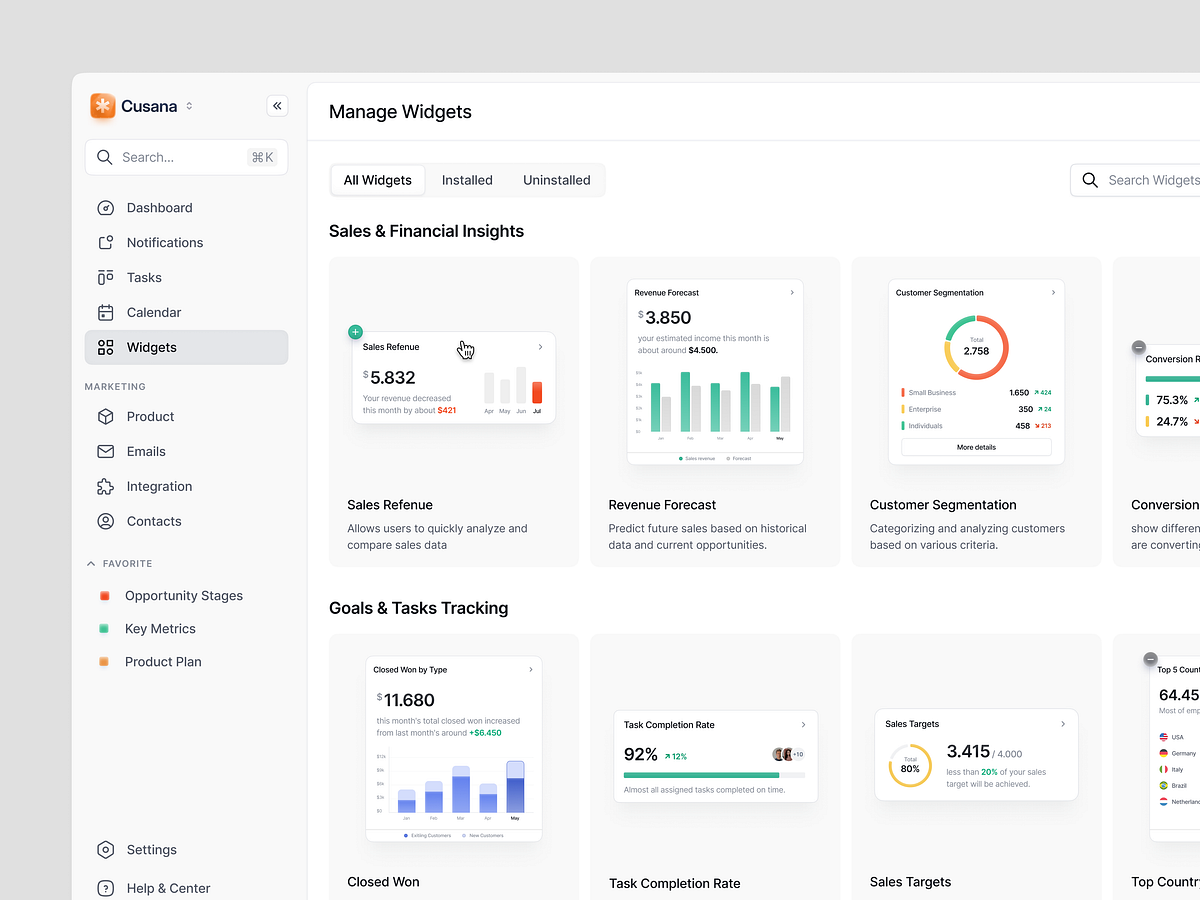 Cusana
Search...
⌘K
Dashboard
Notifications
Tasks
Calendar
Widgets
MARKETING
Product
Emails
Integration
Contacts
FAVORITE
Opportunity Stages
Key Metrics
Product Plan
Settings
Help & Center
Manage Widgets
All Widgets
Installed
Uninstalled
Search Widgets
Sales & Financial Insights
Sales Refenue
$5.832
Your revenue decreased
this month by about $421
Apr May Jun Jul
Sales Refenue
Allows users to quickly analyze and
compare sales data
Revenue Forecast
$3.850
your estimated income this month is
about around $4.500.
$5k
$4k
$3k
$3k
$1k
$0
Jan Feb Mar Apr May
Sales revenue Forecast
Revenue Forecast
Predict future sales based on historical
data and current opportunities.
Customer Segmentation
Total
2.758
Small Business 1.650 424
Enterprise 350 24
Individuals 458 213
More details
Customer Segmentation
Categorizing and analyzing customers
based on various criteria.
Conversion R
75.3%
24.7%
Conversion
show differen
are converting
Goals & Tasks Tracking
Closed Won by Type
$11.680
this month's total closed won increased
from last month's around +$6.450
$12k
$9k
$6k
$3k
$0
Jan Feb Mar Apr May
Exiting Customers New Customers
Closed Won
Task Completion Rate
92% 12%
+10
Almost all assigned tasks completed on time.
Task Completion Rate
Sales Targets
Total
80%
3.415 / 4.000
less than 20% of your sales
target will be achieved.
Sales Targets
Top 5 Count
64.45
Most of emp
USA
Germany
Italy
Brazil
Netherland
Top Country